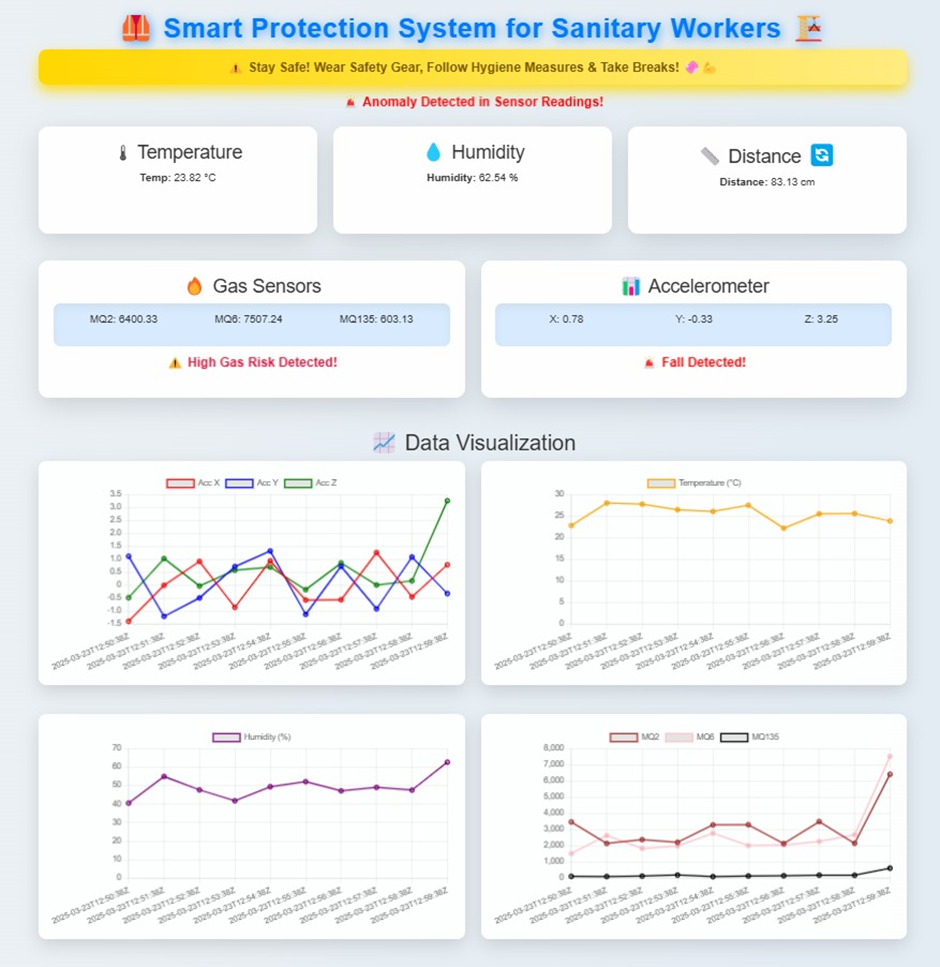 Smart Protection System for Sanitary Workers
Stay Safe! Wear Safety Gear, Follow Hygiene Measures & Take Breaks!
Anomaly Detected in Sensor Readings!
Temperature
Temp: 23.82 °C
Humidity
Humidity: 62.54 %
Distance
Distance: 83.13 cm
Gas Sensors
MQ2: 6400.33 MQ6: 7507.24 MQ135: 603.13
High Gas Risk Detected!
Accelerometer
X: 0.78 Y: -0.33 Z: 3.25
Fall Detected!
Data Visualization
Acc X Acc Y Acc Z
3.5
3.0
2.5
2.0
1.5
1.0
0.5
0
-0.5
-1.0
-1.5
2025-03-23T12:50:38Z
2025-03-23T12:51:38Z
2025-03-23T12:52:38Z
2025-03-23T12:53:38Z
2025-03-23T12:54:38Z
2025-03-23T12:55:38Z
2025-03-23T12:56:38Z
2025-03-23T12:57:38Z
2025-03-23T12:58:38Z
2025-03-23T12:59:38Z
Temperature (°C)
30
25
20
15
10
5
0
2025-03-23T12:50:38Z
2025-03-23T12:51:38Z
2025-03-23T12:52:38Z
2025-03-23T12:53:38Z
2025-03-23T12:54:38Z
2025-03-23T12:55:38Z
2025-03-23T12:56:38Z
2025-03-23T12:57:38Z
2025-03-23T12:58:38Z
2025-03-23T12:59:38Z
Humidity (%)
70
60
50
40
30
20
10
0
2025-03-23T12:50:38Z
2025-03-23T12:51:38Z
2025-03-23T12:52:38Z
2025-03-23T12:53:38Z
2025-03-23T12:54:38Z
2025-03-23T12:55:38Z
2025-03-23T12:56:38Z
2025-03-23T12:57:38Z
2025-03-23T12:58:38Z
2025-03-23T12:59:38Z
MQ2 MQ6 MQ135
8,000
7,000
6,000
5,000
4,000
3,000
2,000
1,000
0
2025-03-23T12:50:38Z
2025-03-23T12:51:38Z
2025-03-23T12:52:38Z
2025-03-23T12:53:38Z
2025-03-23T12:54:38Z
2025-03-23T12:55:38Z
2025-03-23T12:56:38Z
2025-03-23T12:57:38Z
2025-03-23T12:58:38Z
2025-03-23T12:59:38Z